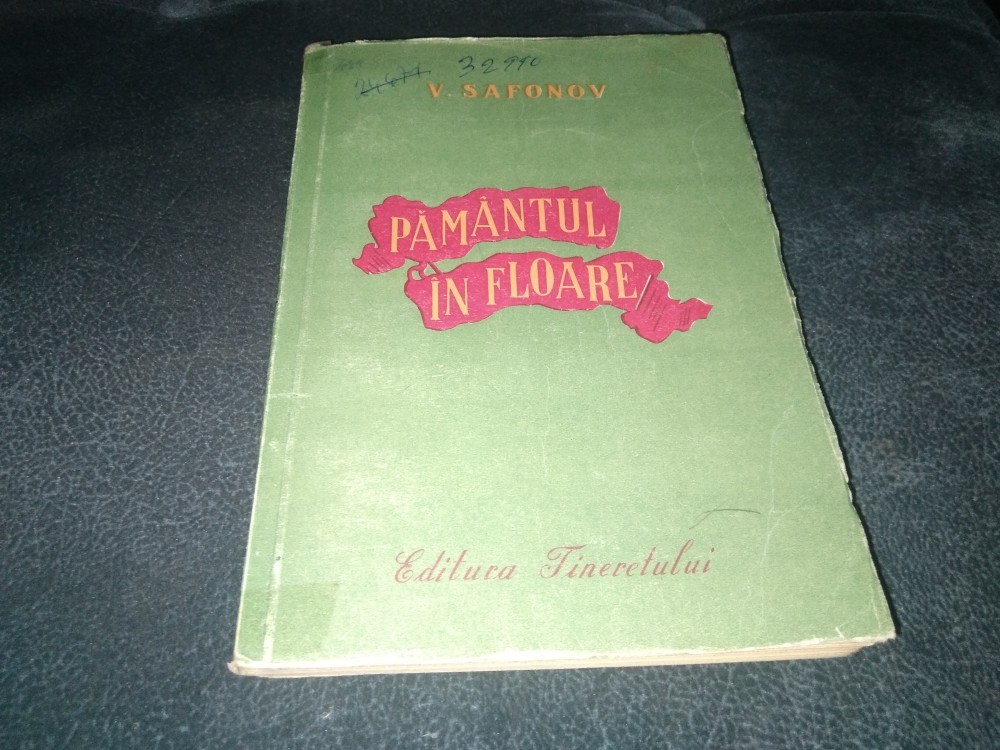 32990
V. SAFONOV
PĂMÂNTUL
ÎN FLOARE
Editura Tineretului